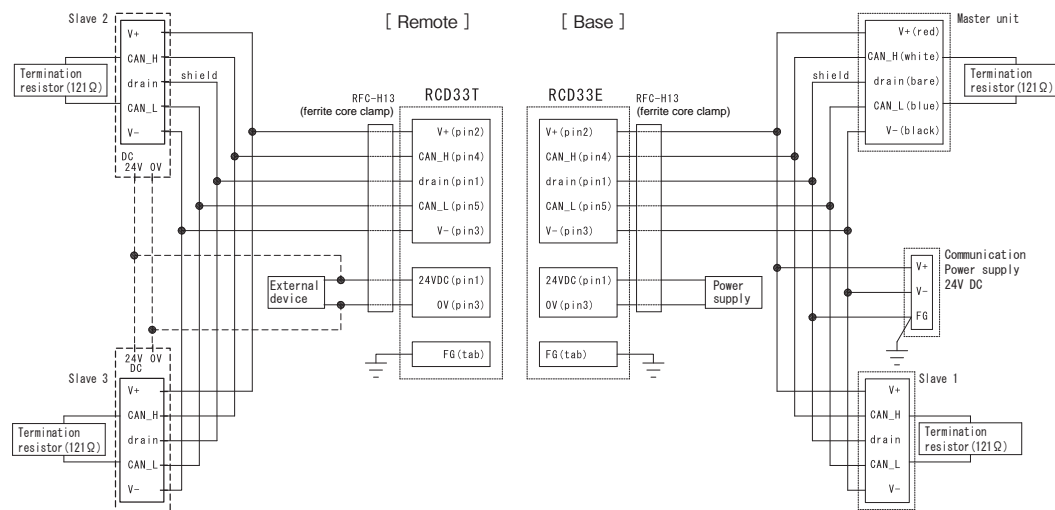 [ Remote ]
[ Base ]
Slave 2
V+
CAN_H
drain
CAN_L
V-
DC
24V 0V
Termination
resistor(121Ω)
shield
RFC-H13
(ferrite core clamp)
RCD33T
V+(pin2)
CAN_H(pin4)
drain(pin1)
CAN_L(pin5)
V-(pin3)
24VDC(pin1)
0V(pin3)
FG(tab)
External
device
24V 0V
DC
Slave 3
V+
CAN_H
drain
CAN_L
V-
Termination
resistor(121Ω)
RCD33E
V+(pin2)
CAN_H(pin4)
drain(pin1)
CAN_L(pin5)
V-(pin3)
24VDC(pin1)
0V(pin3)
FG(tab)
RFC-H13
(ferrite core clamp)
Power
supply
shield
Master unit
V+(red)
CAN_H(white)
drain(bare)
CAN_L(blue)
V-(black)
Termination
resistor(121Ω)
Communication
Power supply
24V DC
V+
V-
FG
Slave 1
V+
CAN_H
drain
CAN_L
V-
Termination
resistor(121Ω)